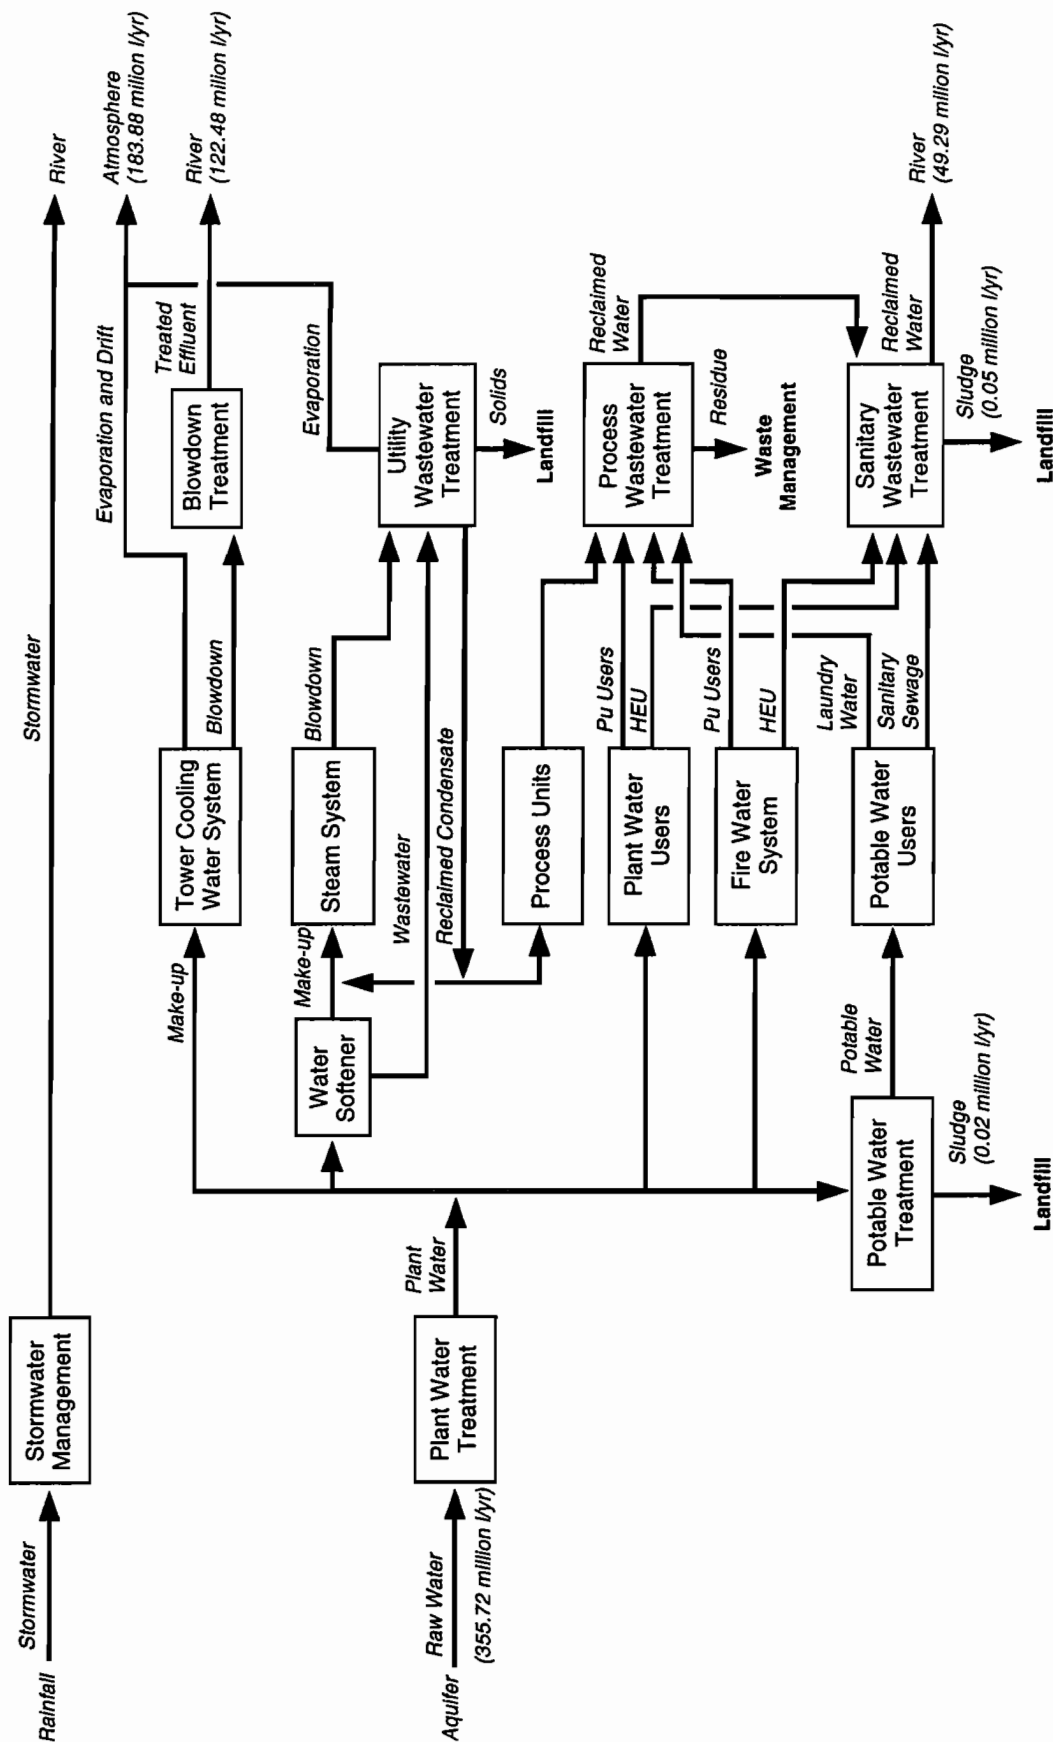 Rainfall
Stormwater
Stormwater
Management
Stormwater
River
Evaporation and Drift
Atmosphere
(183.88 milion l/yr)
Make-up
Tower Cooling
Water System
Blowdown
Blowdown
Treatment
Treated
Effluent
River
(122.48 milion l/yr)
Water
Softener
Make-up
Steam System
Blowdown
Evaporation
Wastewater
Reclaimed Condensate
Utility
Wastewater
Treatment
Solids
Landfill
Aquifer
Raw Water
(355.72 million l/yr)
Plant Water
Treatment
Plant
Water
Process Units
Plant Water
Users
Pu Users
HEU
Process
Wastewater
Treatment
Reclaimed
Water
Residue
Waste
Management
Fire Water
System
Pu Users
HEU
Potable Water
Treatment
Potable
Water
Sludge
(0.02 million l/yr)
Landfill
Potable Water
Users
Laundry
Water
Sanitary
Sewage
Sanitary
Wastewater
Treatment
Reclaimed
Water
River
(49.29 milion l/yr)
Sludge
(0.05 million l/yr)
Landfill